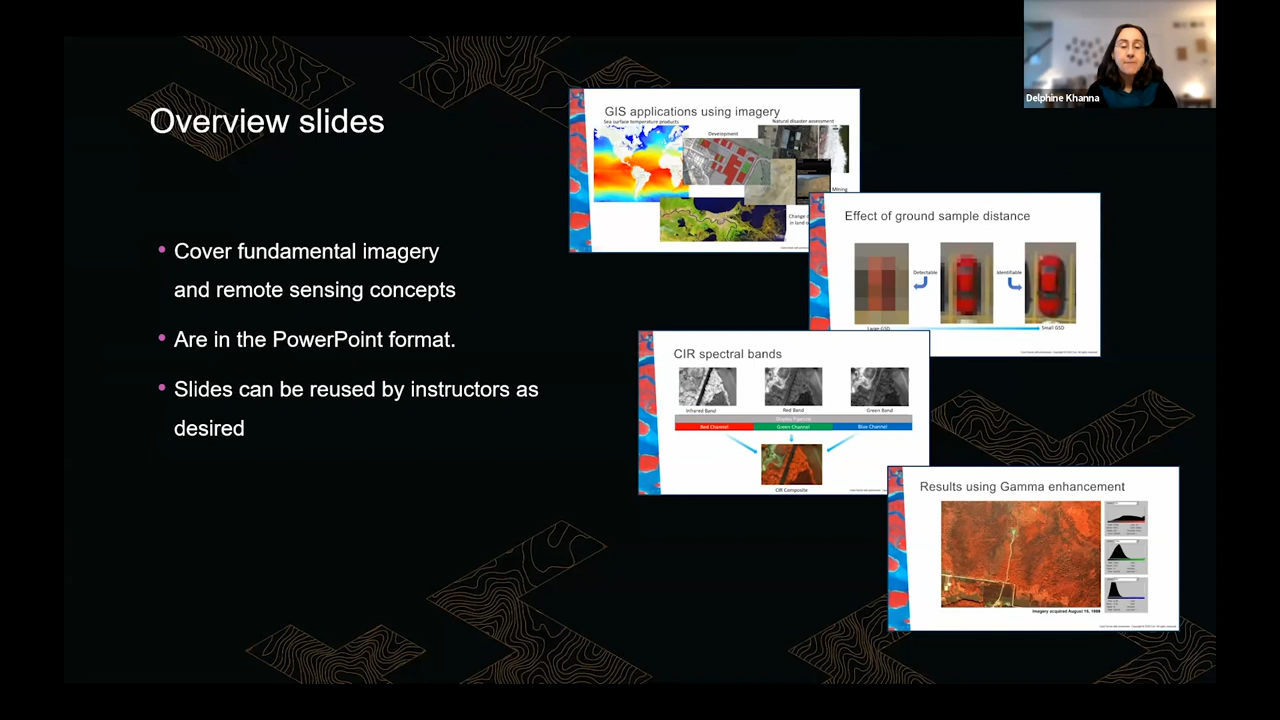 Overview slides
Cover fundamental imagery
and remote sensing concepts
Are in the PowerPoint format.
Slides can be reused by instructors as
desired
Delphine Khanna
GIS applications using imagery
Sea surface temperature products
Natural disaster assessment
Development
Mining
Effect of ground sample distance
Detectable
Identifiable
Large GSD
Small GSD
CIR spectral bands
Infrared Band
Red Band
Green Band
Red Channel
Green Channel
Blue Channel
CIR Composite
Results using Gamma enhancement
Imagery acquired August 16, 1988